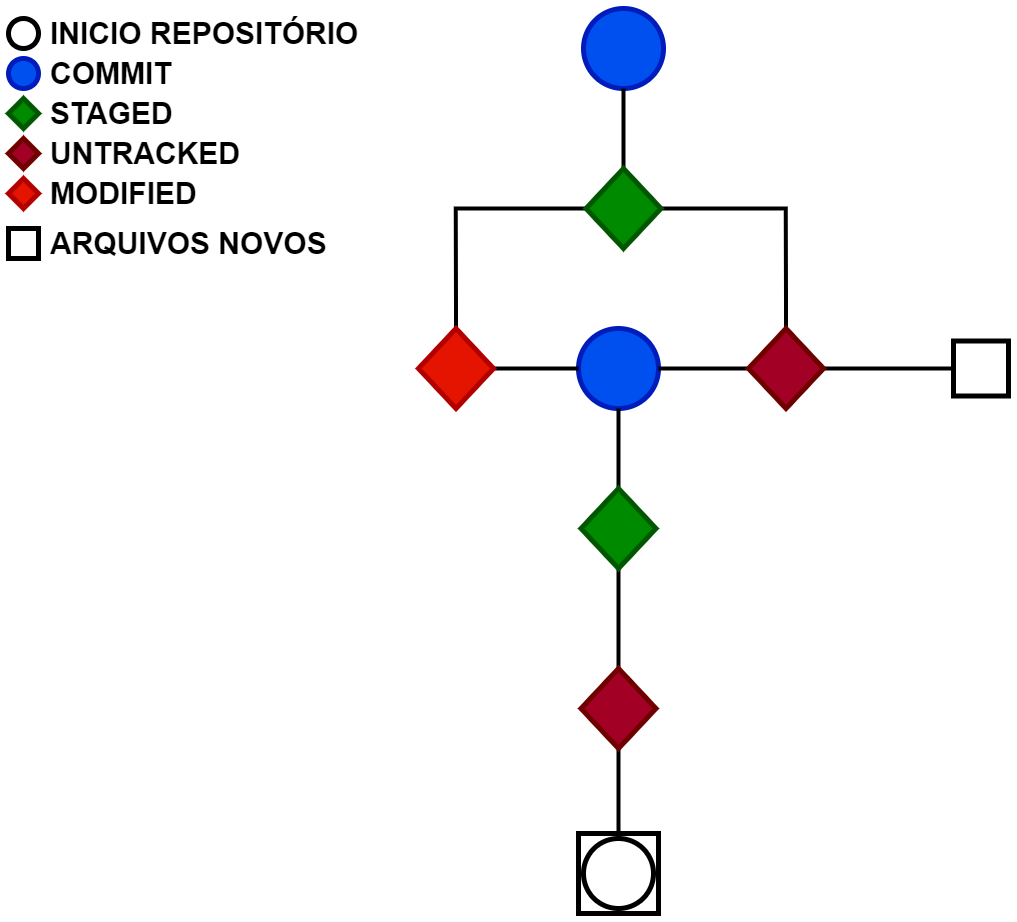 INICIO REPOSITÓRIO
COMMIT
STAGED
UNTRACKED
MODIFIED
ARQUIVOS NOVOS